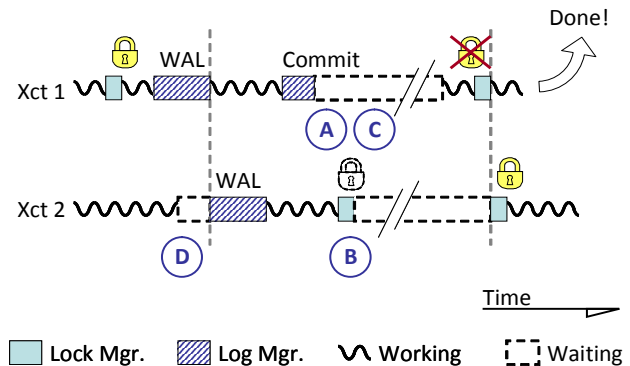 Done!
WAL
Commit
Xct 1
A
C
WAL
Xct 2
D
B
Time
Lock Mgr.
Log Mgr.
Working
Waiting